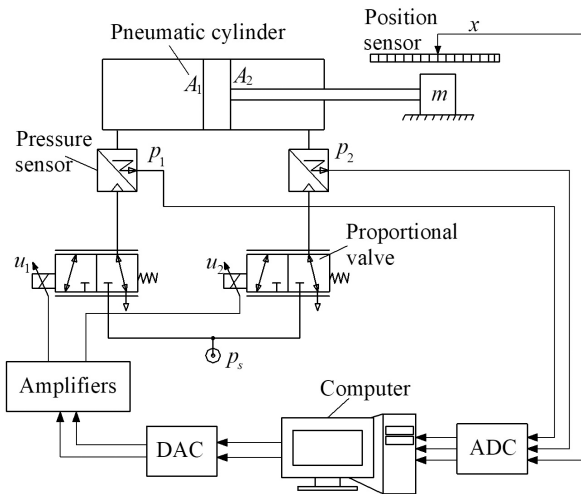 Position
sensor
x
Pneumatic cylinder
A1
A2
m
Pressure
sensor
p1
p2
Proportional
valve
u1
u2
ps
Amplifiers
Computer
DAC
ADC